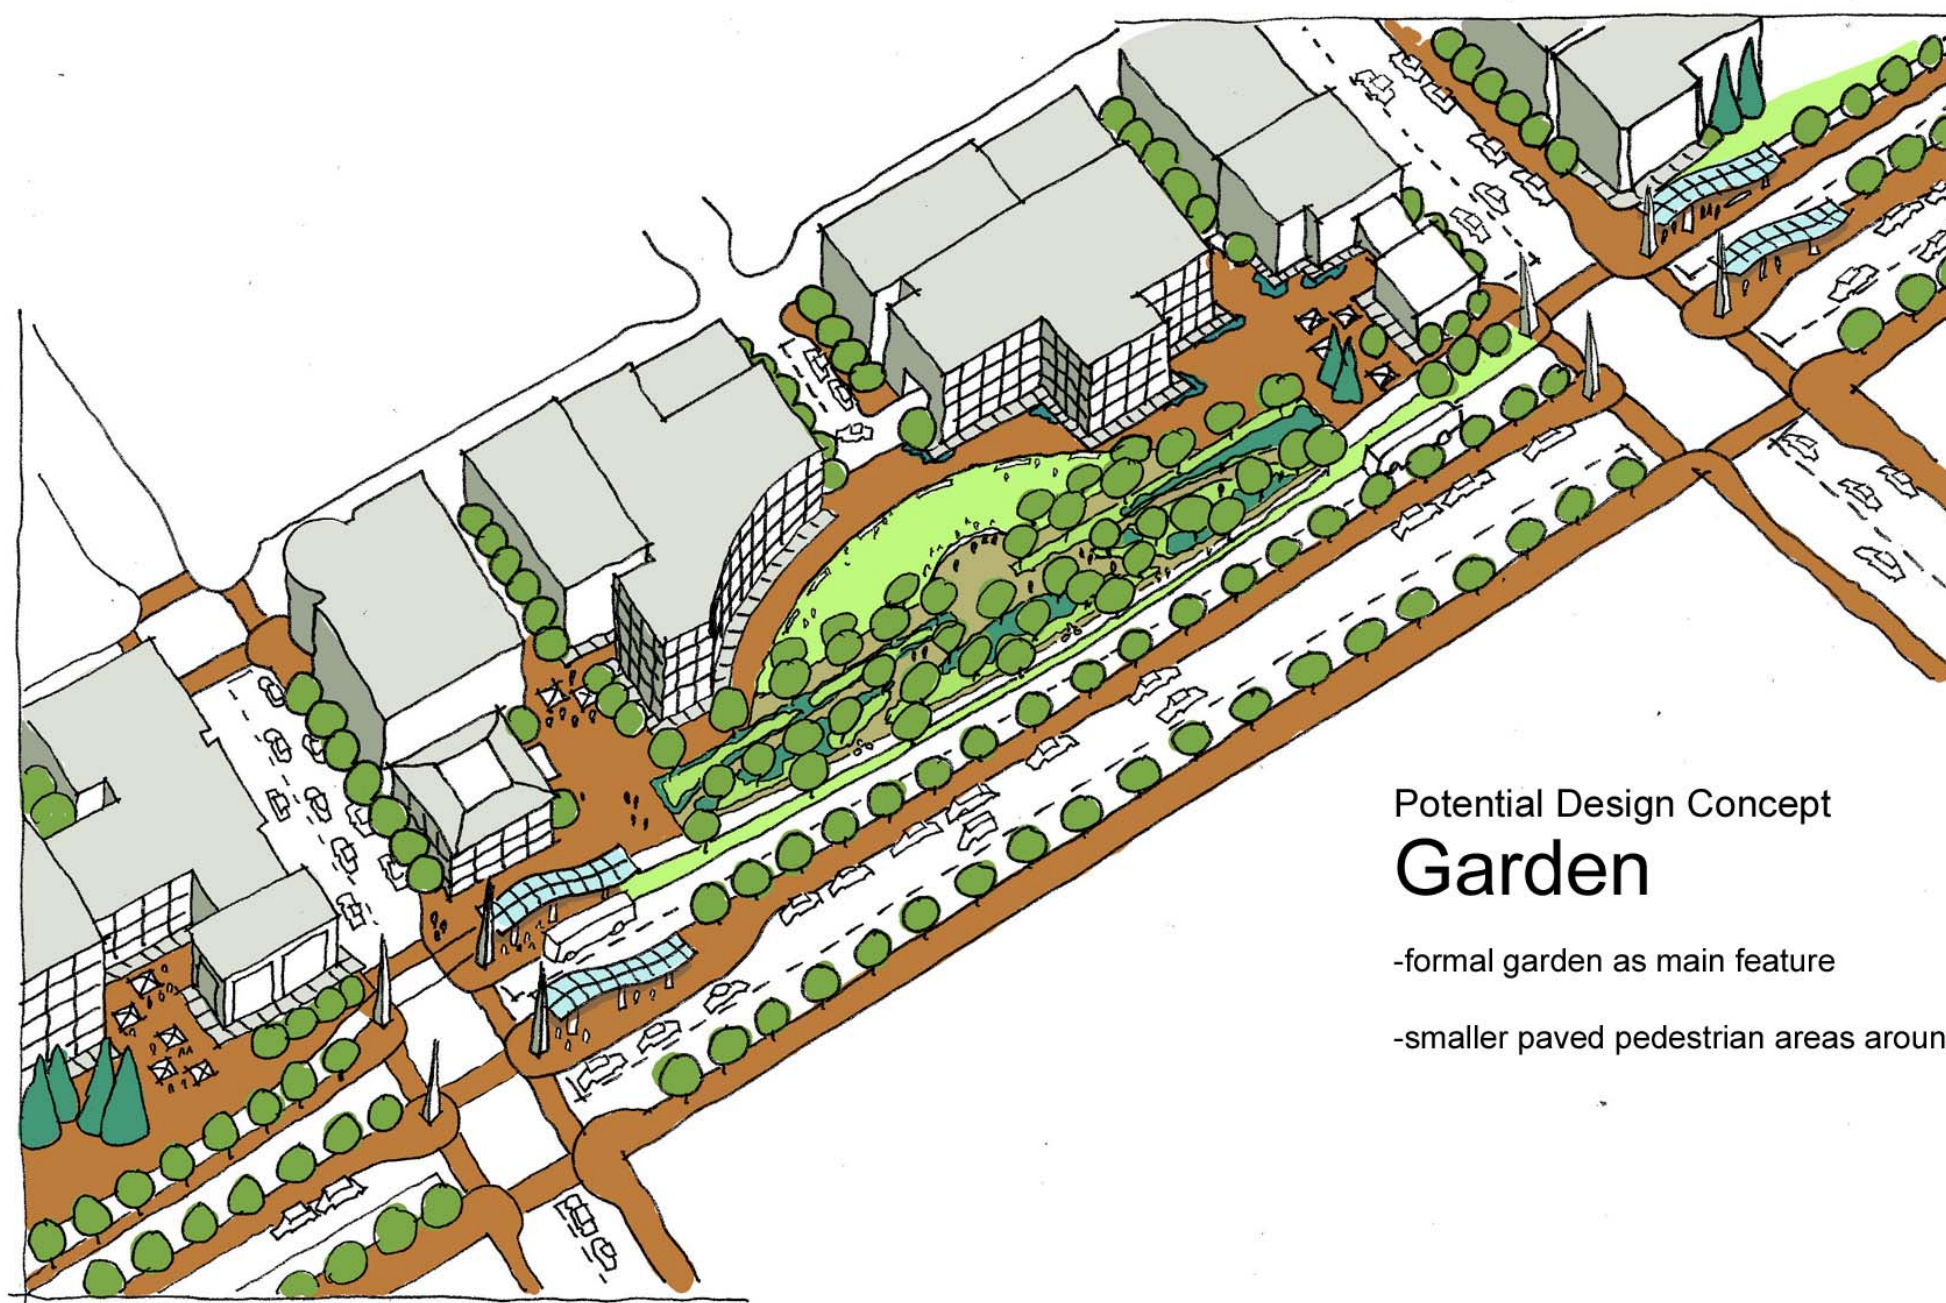 Potential Design Concept
Garden
-formal garden as main feature
-smaller paved pedestrian areas aroun